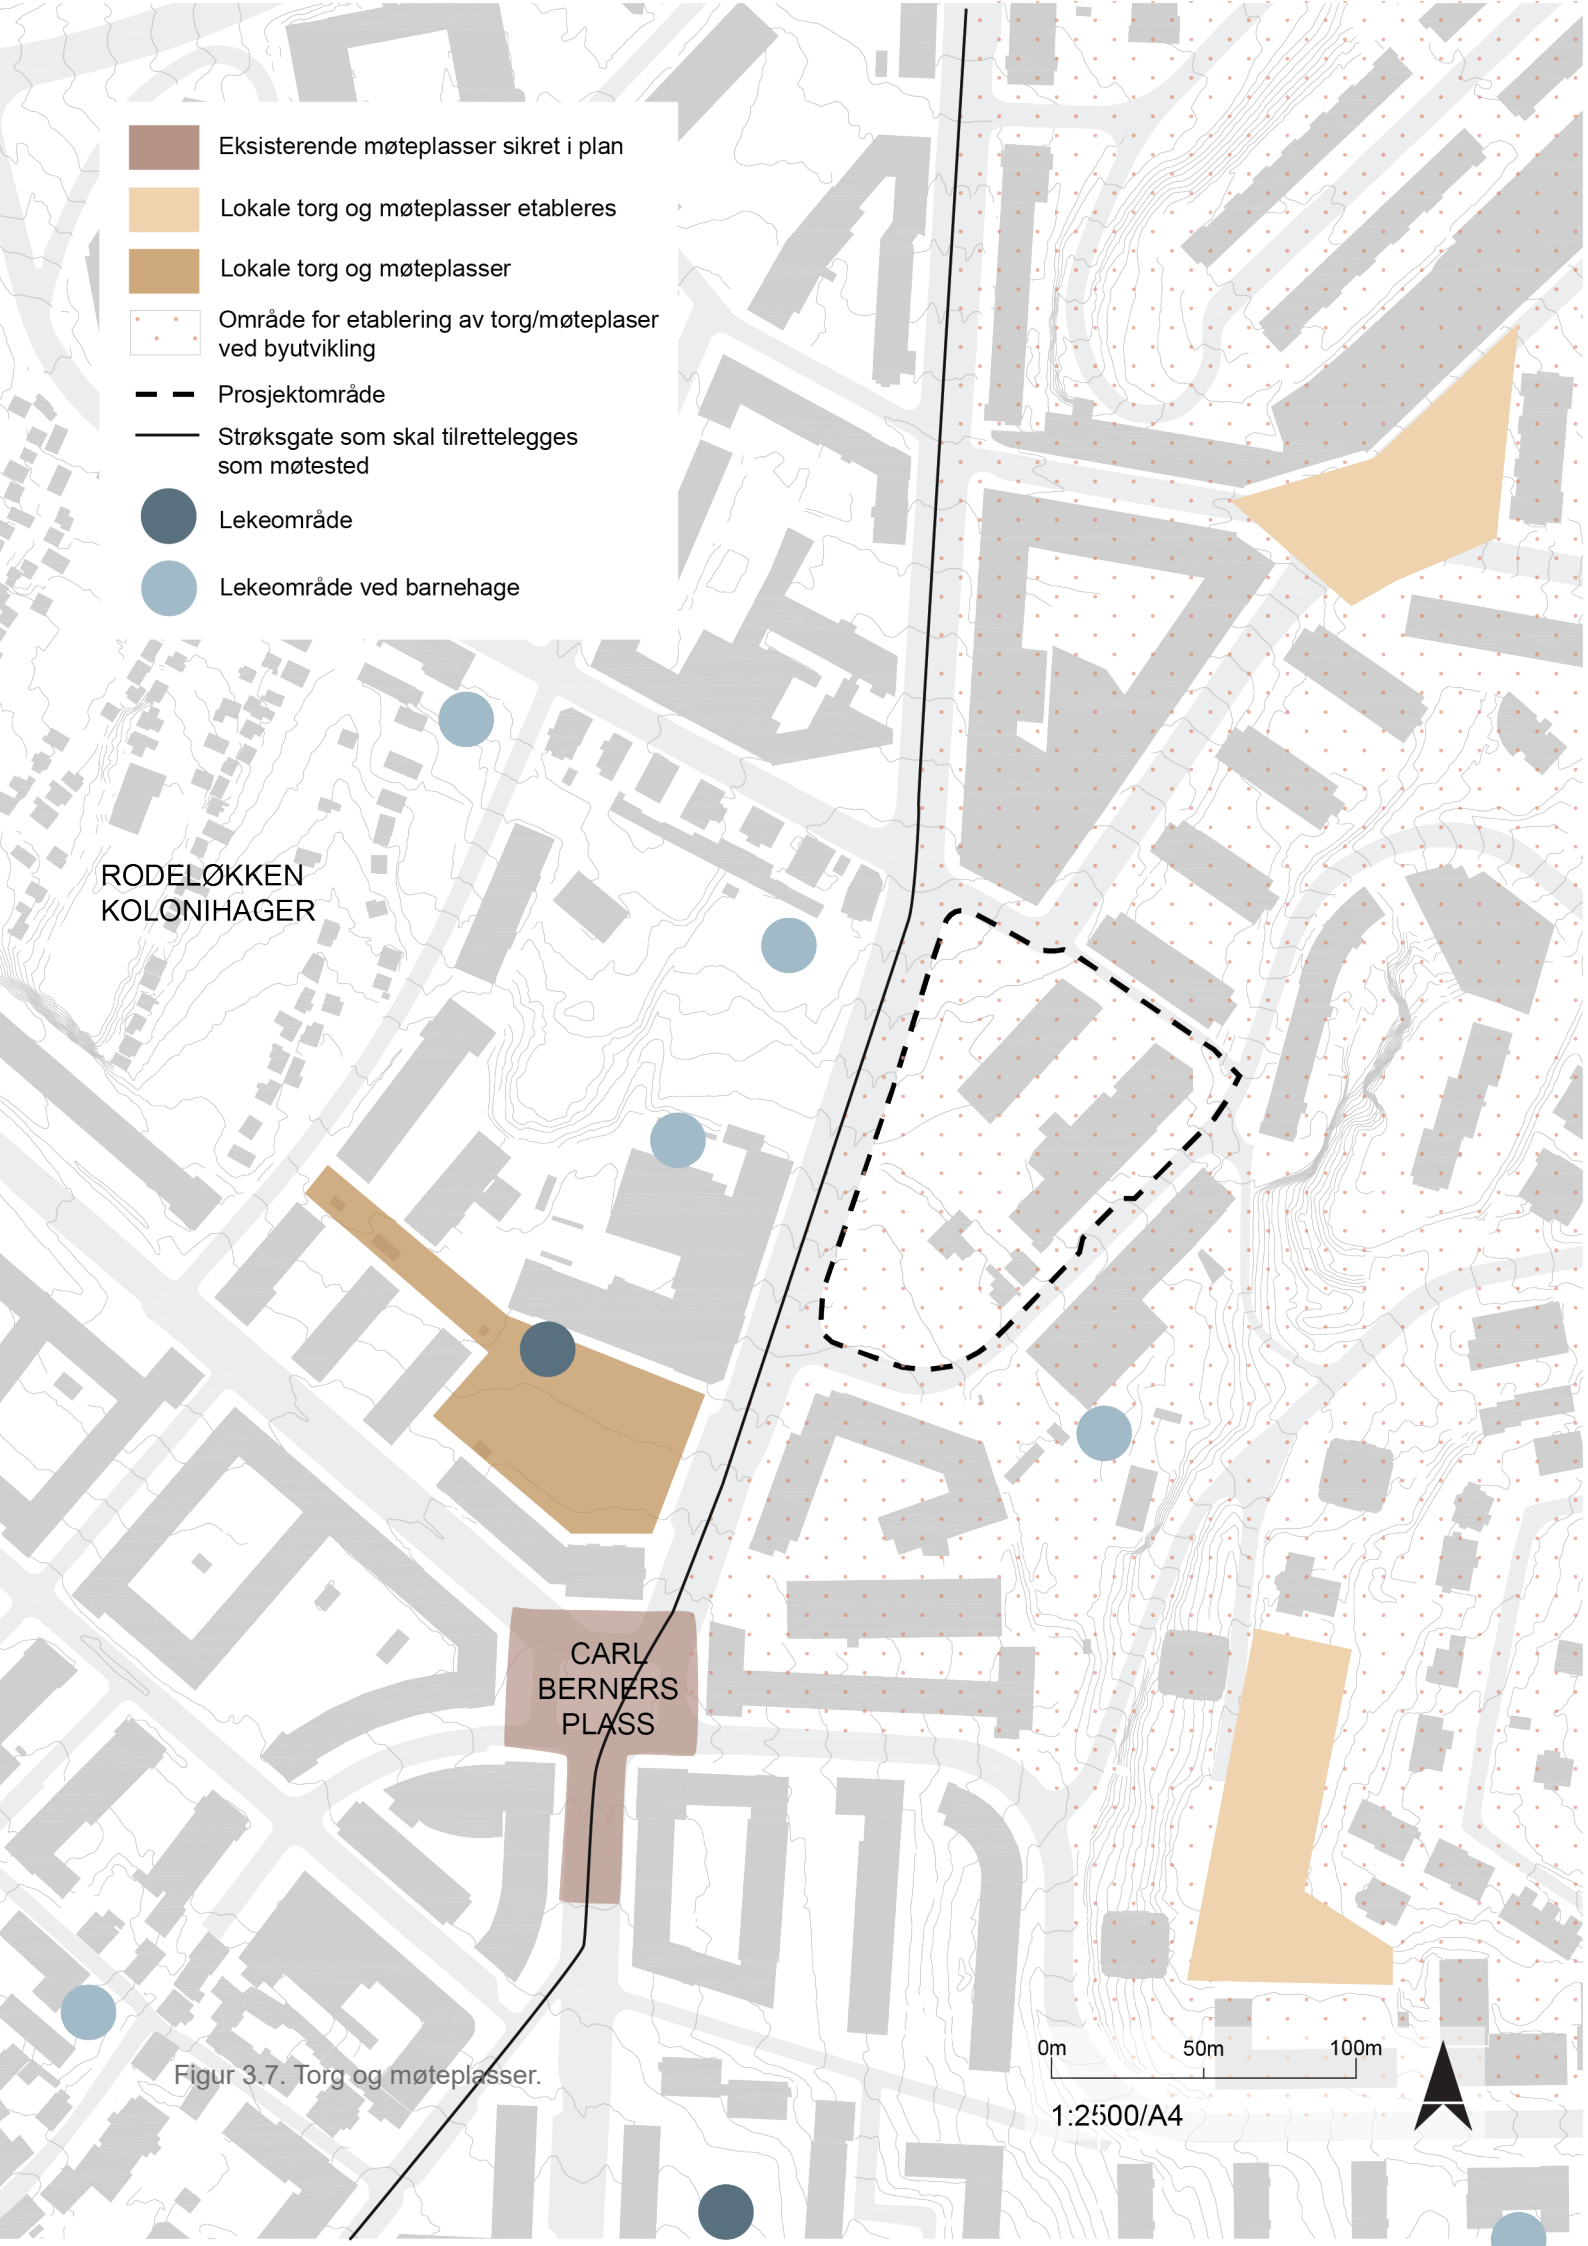 Eksisterende møteplasser sikret i plan
Lokale torg og møteplasser etableres
Lokale torg og møteplasser
Område for etablering av torg/møteplaser
ved byutvikling
Prosjektområde
Strøksgate som skal tilrettelegges
som møtested
Lekeområde
Lekeområde ved barnehage
RODELØKKEN
KOLONIHAGER
CARL
BERNERS
PLASS
Figur 3.7. Torg og møteplasser.
0m 50m 100m
1:2500/A4